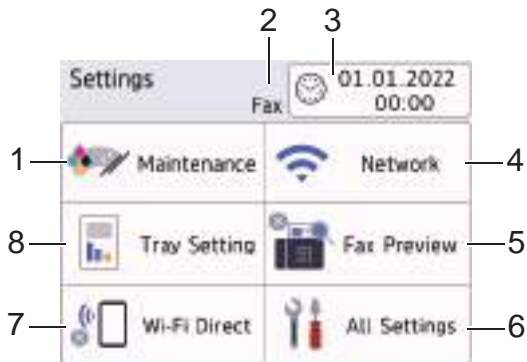 2 3
Settings 01.01.2022
Fax 00:00
1 Maintenance Network 4
8 Tray Setting Fax Preview 5
7 Wi-Fi Direct All Settings 6